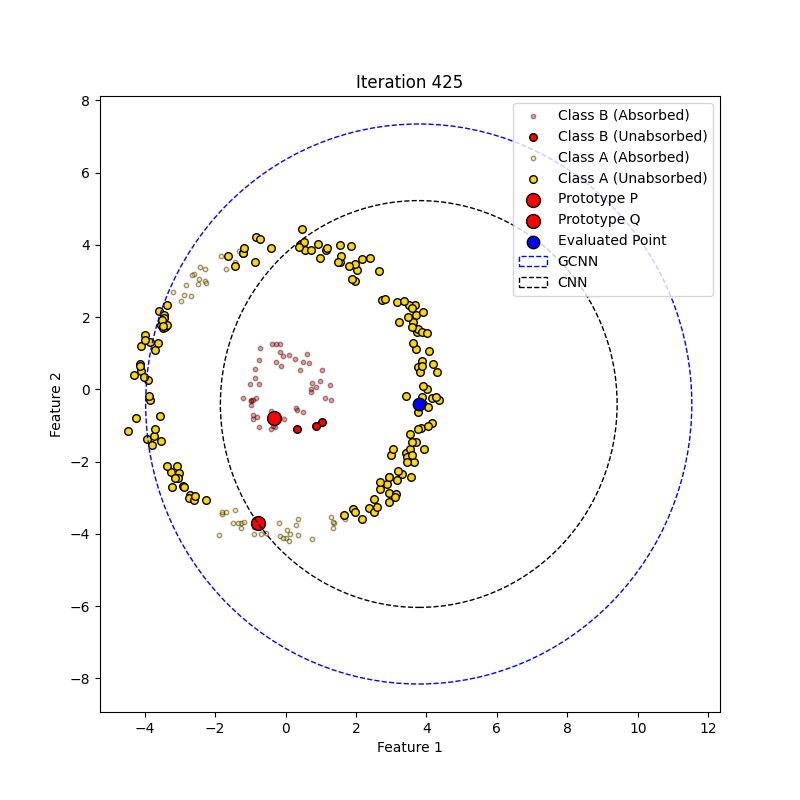 Iteration 425
Class B (Absorbed)
Class B (Unabsorbed)
Class A (Absorbed)
Class A (Unabsorbed)
Prototype P
Prototype Q
Evaluated Point
GCNN
CNN
8
6
4
2
0
−2
−4
−6
−8
Feature 2
−4 −2 0 2 4 6 8 10 12
Feature 1